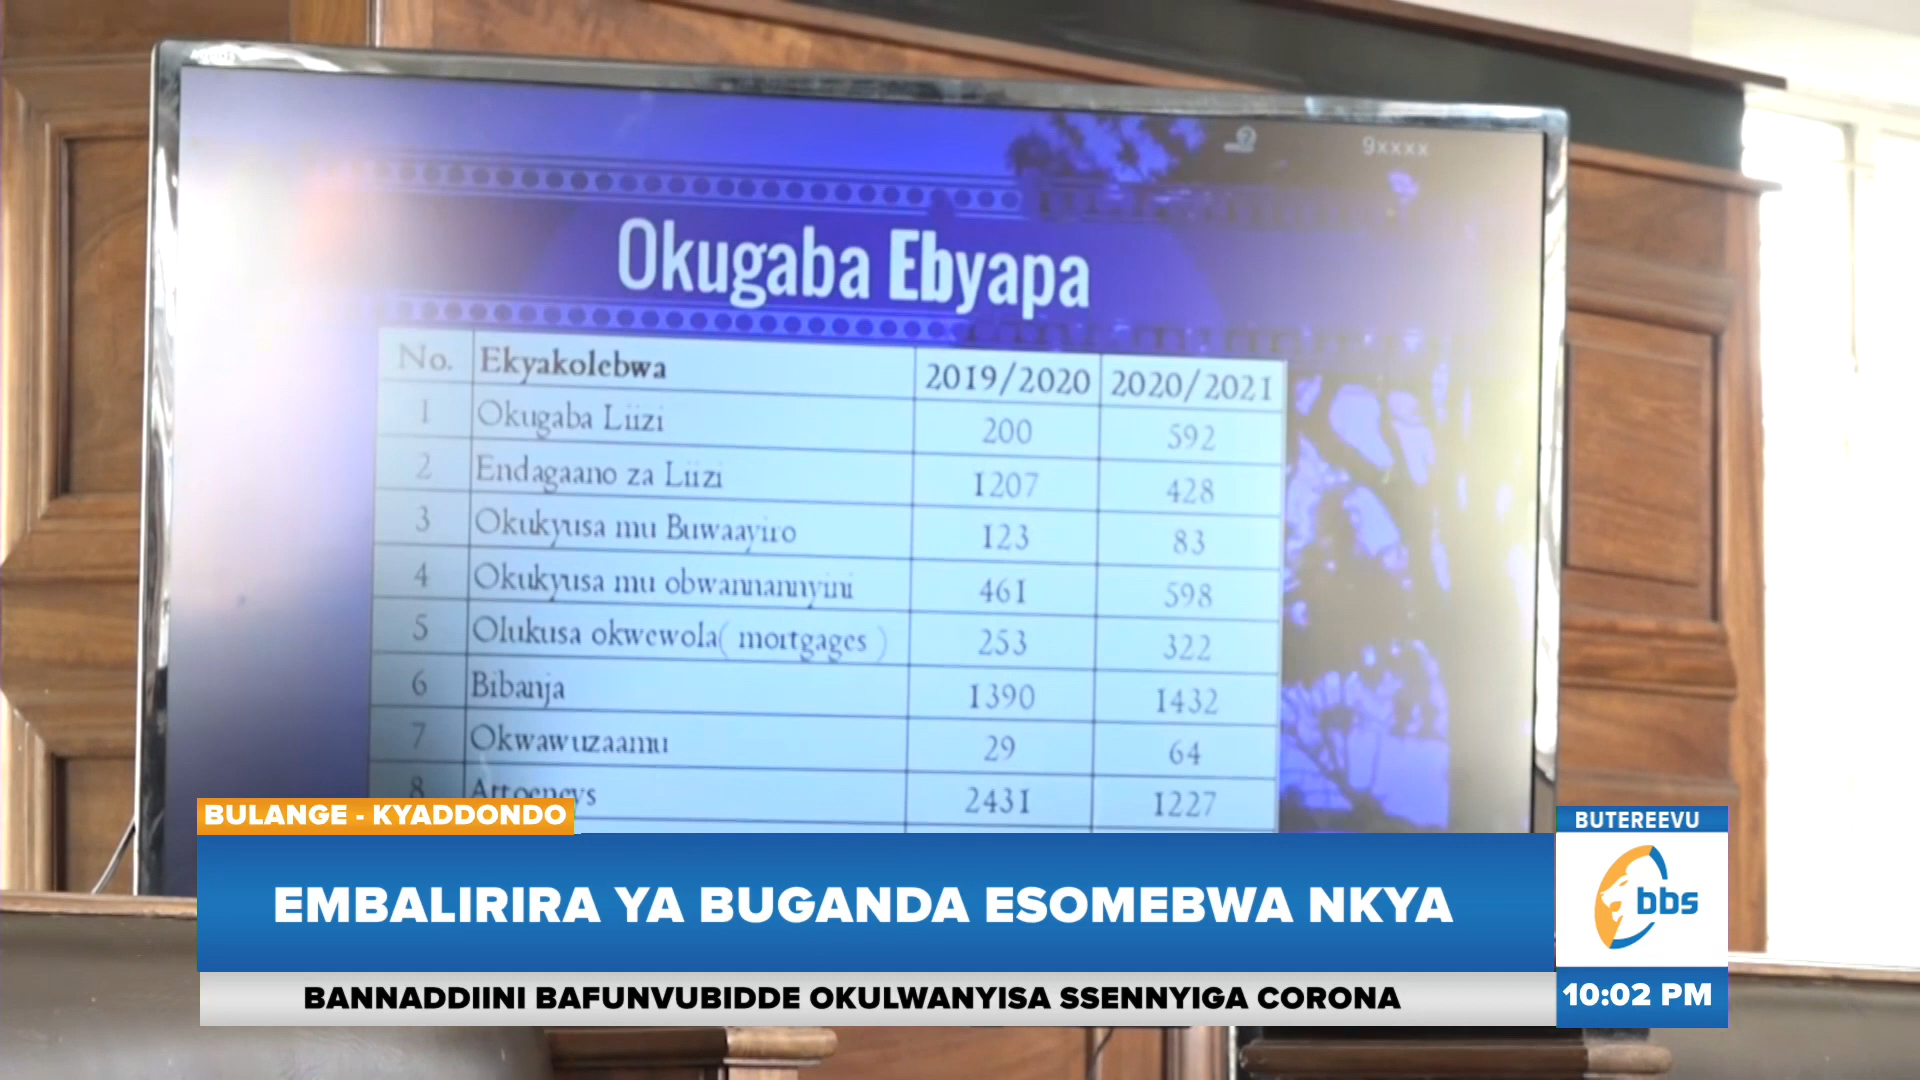 9xxxx
Okugaba Ebyapa
No. Ekyakolebwa 2019/2020 2020/2021
1 Okugaba Liizi 200 592
2 Endagaano za Liizi 1207 428
3 Okukyusa mu Buwaayiro 123 83
4 Okukyusa mu obwannannyini 461 598
5 Olukusa okwewola( mortgages ) 253 322
6 Bibanja 1390 1432
7 Okwawuzaamu 29 64
8 Attoeneys 2431 1227
BULANGE - KYADDONDO
EMBALIRIRA YA BUGANDA ESOMEBWA NKYA
BANNADDIINI BAFUNVUBIDDE OKULWANYISA SSENNYIGA CORONA
BUTEREEVU
bbs
10:02 PM